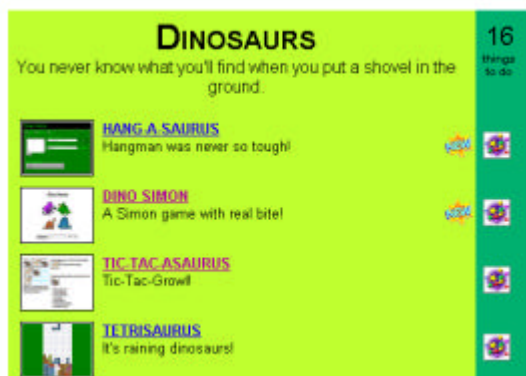 DINOSAURS
16
things
to do
You never know what you'll find when you put a shovel in the
ground.
HANG A SAURUS
Hangman was never so tough!
DINO SIMON
A Simon game with real bite!
TIC-TAC-ASAURUS
Tic-Tac-Growl!
TETRISAURUS
It's raining dinosaurs!